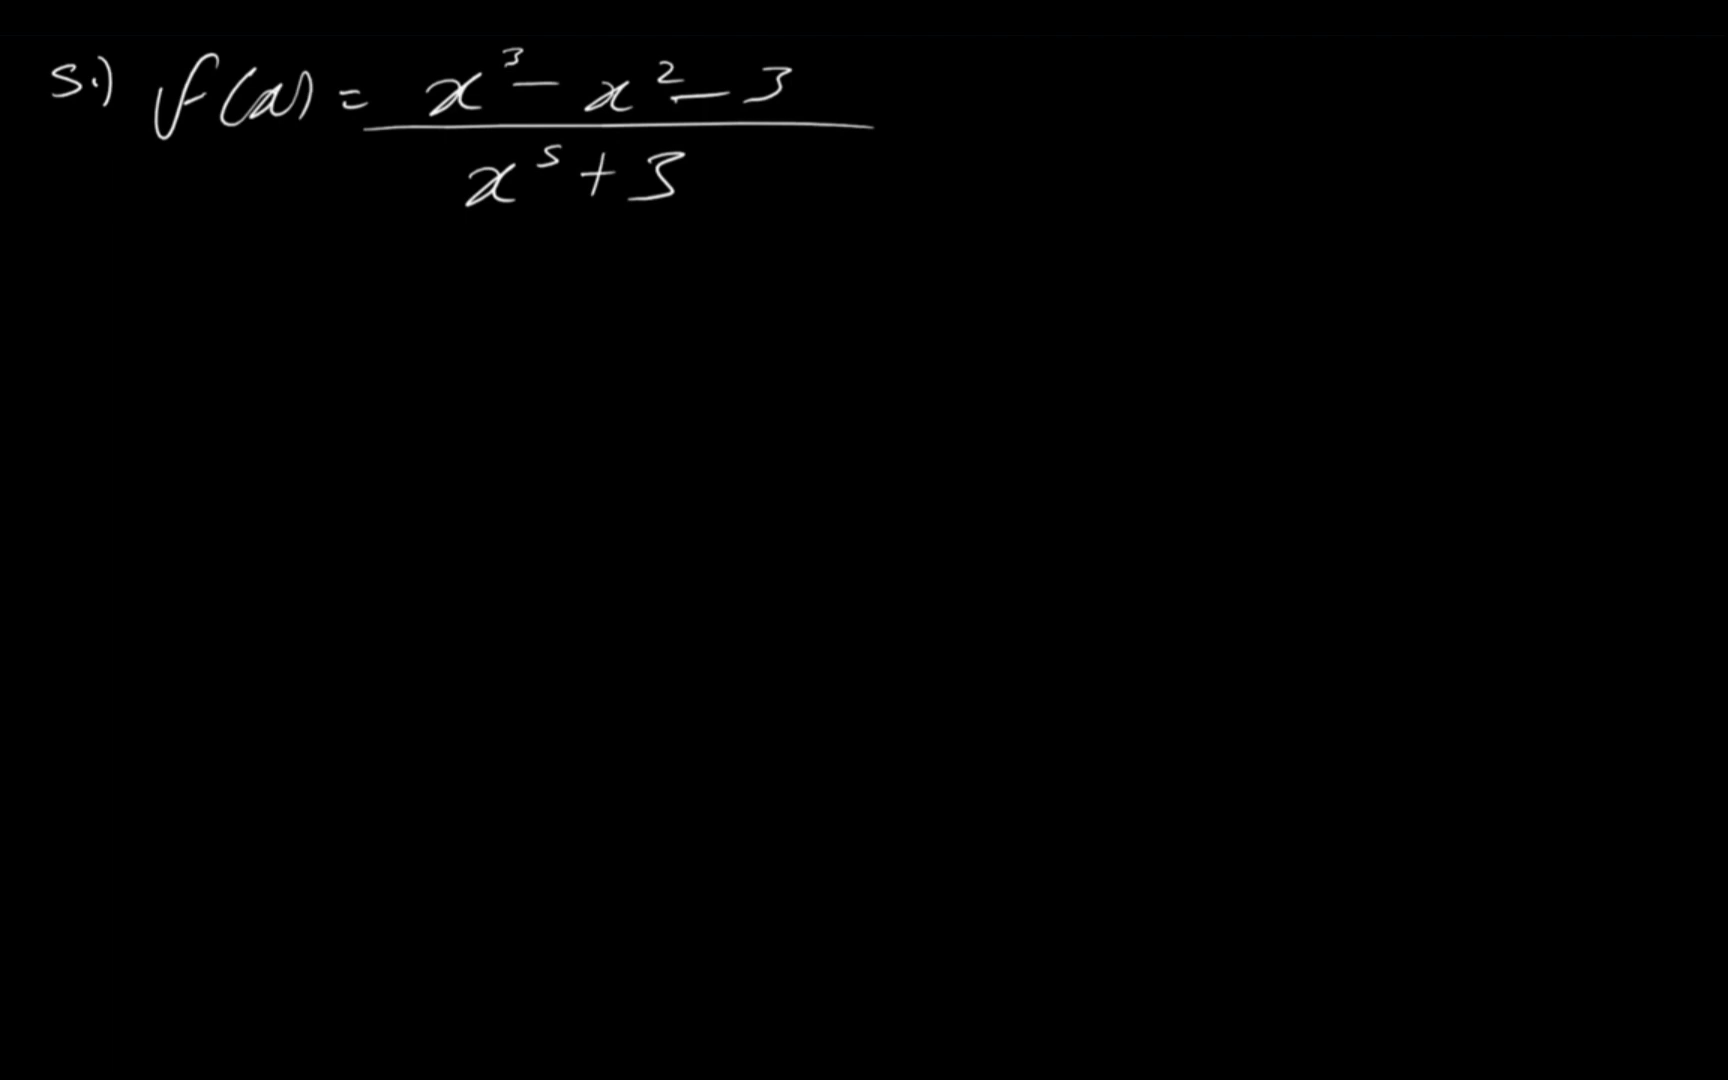 5.) f(x) = x³ - x² - 3
x⁵ + 3